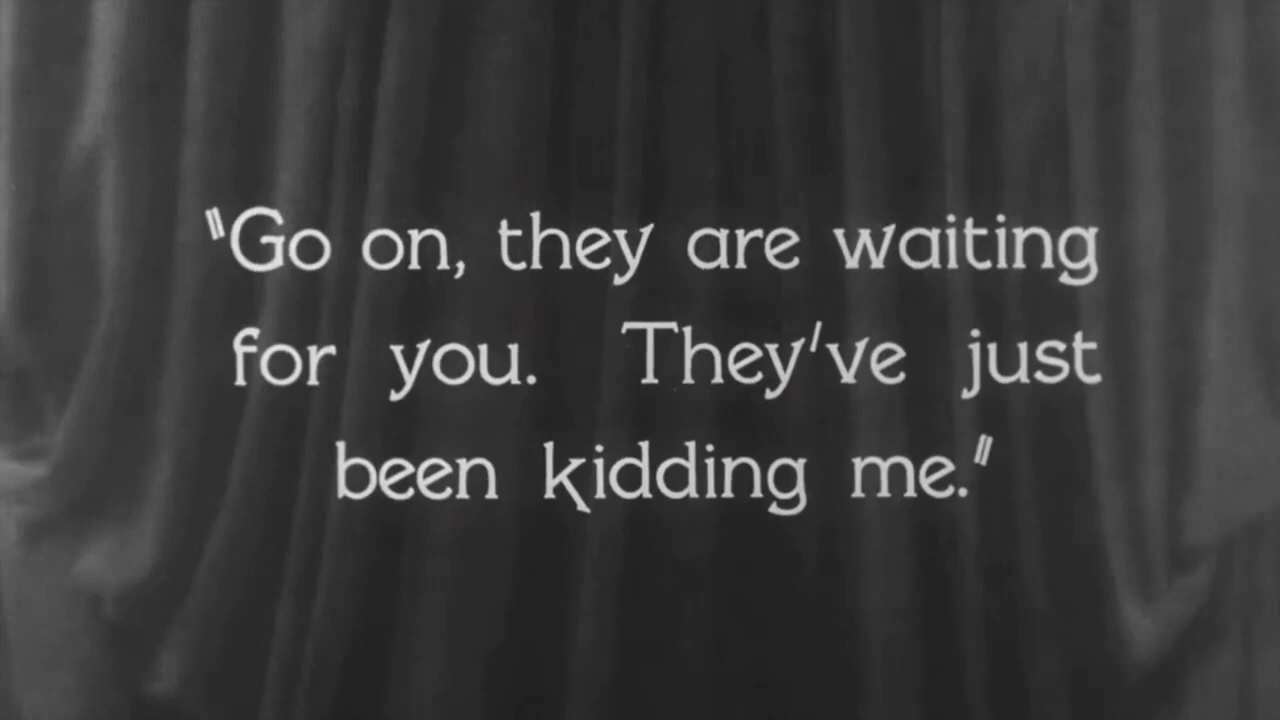 "Go on, they are waiting
for you. They've just
been kidding me."